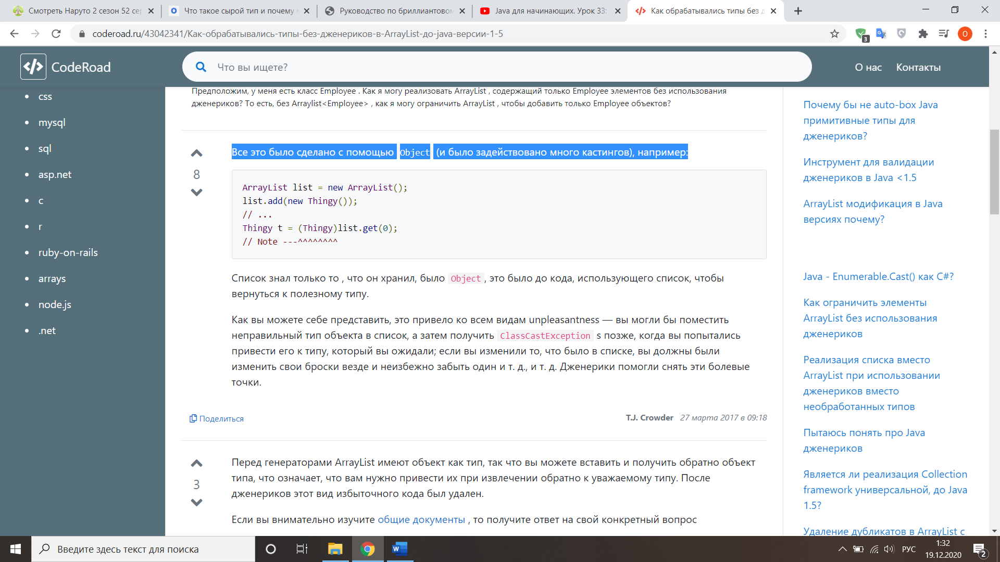 Смотреть Наруто 2 сезон 52 сер
Что такое сырой тип и почему
Руководство по бриллиантовом
Java для начинающих. Урок 33:
Как обрабатывались типы без д
coderoad.ru/43042341/Как-обрабатывались-типы-без-дженериков-в-ArrayList-до-java-версии-1-5
3
O
CodeRoad
Что вы ищете?
О нас
Контакты
css
mysql
sql
asp.net
c
r
ruby-on-rails
arrays
node.js
.net
Предположим, у меня есть класс Employee . Как я могу реализовать ArrayList , содержащий только Employee элементов без использования
дженериков? То есть, без Arraylist<Employee> , как я могу ограничить ArrayList , чтобы добавить только Employee объектов?
8
Все это было сделано с помощью Object (и было задействовано много кастингов), например:
ArrayList list = new ArrayList();
list.add(new Thingy());
// ...
Thingy t = (Thingy)list.get(0);
// Note ---^^^^^^^^
Список знал только то , что он хранил, было Object , это было до кода, использующего список, чтобы
вернуться к полезному типу.
Как вы можете себе представить, это привело ко всем видам unpleasantness — вы могли бы поместить
неправильный тип объекта в список, а затем получить ClassCastException s позже, когда вы попытались
привести его к типу, который вы ожидали; если вы изменили то, что было в списке, вы должны были
изменить свои броски везде и неизбежно забыть один и т. д., и т. д. Дженерики помогли снять эти болевые
точки.
Поделиться
T.J. Crowder 27 марта 2017 в 09:18
3
Перед генераторами ArrayList имеют объект как тип, так что вы можете вставить и получить обратно объект
типа, что означает, что вам нужно привести их при извлечении обратно к уважаемому типу. После
дженериков этот вид избыточного кода был удален.
Если вы внимательно изучите общие документы , то получите ответ на свой конкретный вопрос
Почему бы не auto-box Java
примитивные типы для
дженериков?
Инструмент для валидации
дженериков в Java <1.5
ArrayList модификация в Java
версиях почему?
Java - Enumerable.Cast() как C#?
Как ограничить элементы
ArrayList без использования
дженериков
Реализация списка вместо
ArrayList при использовании
дженериков вместо
необработанных типов
Пытаюсь понять про Java
дженериков
Является ли реализация Collection
framework универсальной, до Java
1.5?
Удаление дубликатов в ArrayList с
Введите здесь текст для поиска
РУС
1:32
19.12.2020
2